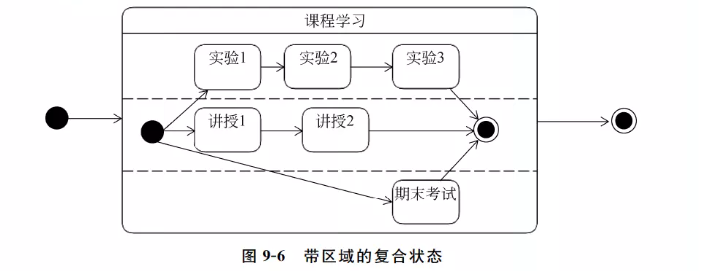 课程学习
实验1
实验2
实验3
讲授1
讲授2
期末考试
图 9-6 带区域的复合状态